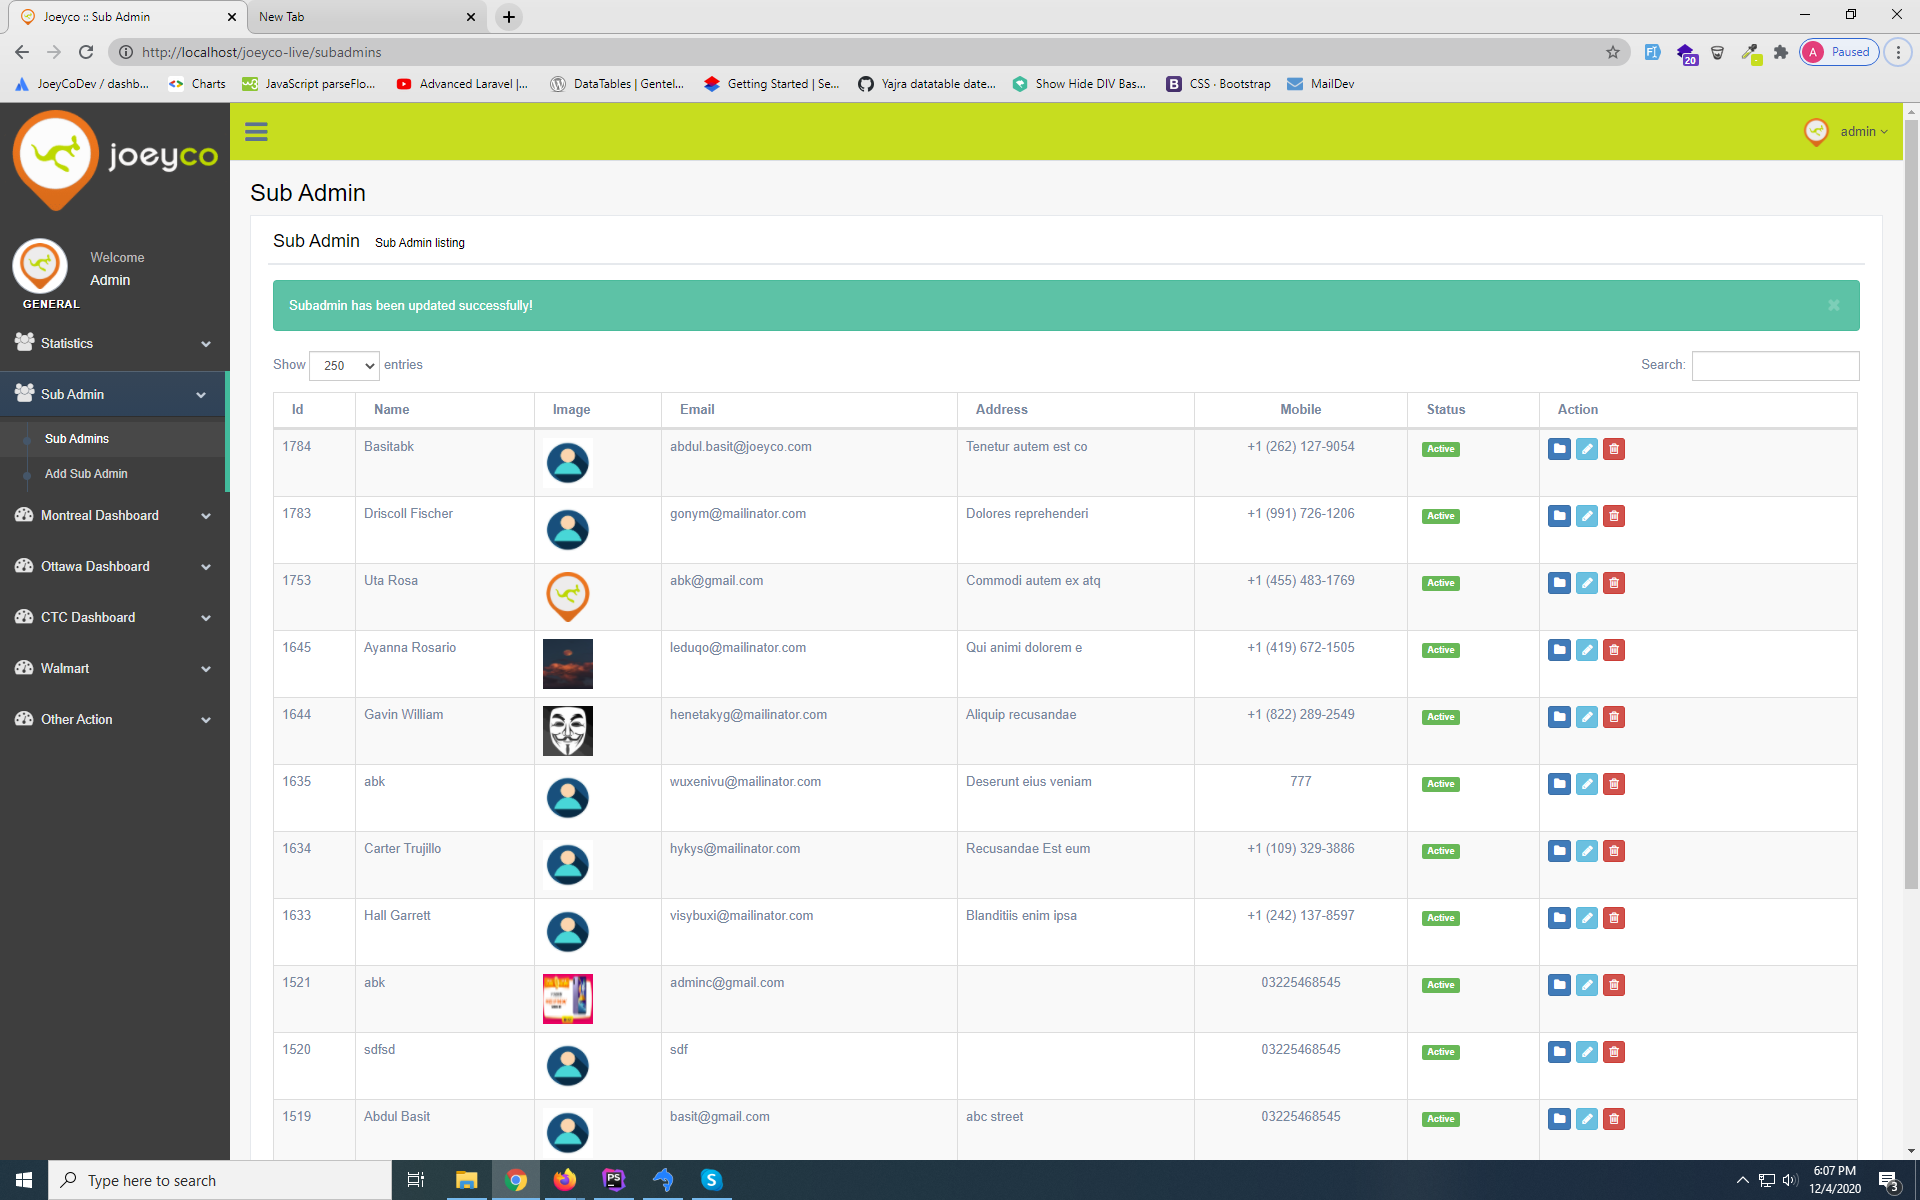 Joeyco :: Sub Admin
New Tab
http://localhost/joeyco-live/subadmins
20
A Paused
JoeyCoDev / dashb...
Charts
JavaScript parseFlo...
Advanced Laravel |...
DataTables | Gentel...
Getting Started | Se...
Yajra datatable date...
Show Hide DIV Bas...
B CSS · Bootstrap
MailDev
joeyco
admin
Sub Admin
Sub Admin Sub Admin listing
Welcome
Admin
GENERAL
Subadmin has been updated successfully!
Statistics
Sub Admin
Sub Admins
Add Sub Admin
Montreal Dashboard
Ottawa Dashboard
CTC Dashboard
Walmart
Other Action
Show 250 entries
Search:
Id Name Image Email Address Mobile Status Action
1784 Basitabk abdul.basit@joeyco.com Tenetur autem est co +1 (262) 127-9054 Active
1783 Driscoll Fischer gonym@mailinator.com Dolores reprehenderi +1 (991) 726-1206 Active
1753 Uta Rosa abk@gmail.com Commodi autem ex atq +1 (455) 483-1769 Active
1645 Ayanna Rosario leduqo@mailinator.com Qui animi dolorem e +1 (419) 672-1505 Active
1644 Gavin William henetakyg@mailinator.com Aliquip recusandae +1 (822) 289-2549 Active
1635 abk wuxenivu@mailinator.com Deserunt eius veniam 777 Active
1634 Carter Trujillo hykys@mailinator.com Recusandae Est eum +1 (109) 329-3886 Active
1633 Hall Garrett visybuxi@mailinator.com Blanditiis enim ipsa +1 (242) 137-8597 Active
1521 abk adminc@gmail.com 03225468545 Active
1520 sdfsd sdf 03225468545 Active
1519 Abdul Basit basit@gmail.com abc street 03225468545 Active
Type here to search
PS
S
6:07 PM
12/4/2020
3